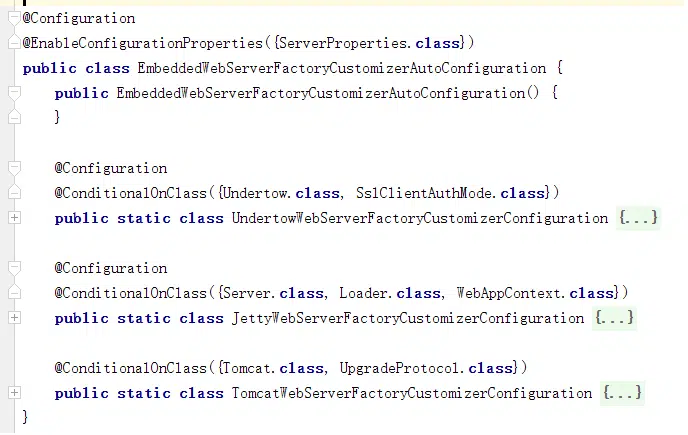 @Configuration
@EnableConfigurationProperties({ServerProperties.class})
public class EmbeddedWebServerFactoryCustomizerAutoConfiguration {
    public EmbeddedWebServerFactoryCustomizerAutoConfiguration() {
    }

    @Configuration
    @ConditionalOnClass({Undertow.class, SslClientAuthMode.class})
    public static class UndertowWebServerFactoryCustomizerConfiguration {...}

    @Configuration
    @ConditionalOnClass({Server.class, Loader.class, WebAppContext.class})
    public static class JettyWebServerFactoryCustomizerConfiguration {...}

    @ConditionalOnClass({Tomcat.class, UpgradeProtocol.class})
    public static class TomcatWebServerFactoryCustomizerConfiguration {...}
}